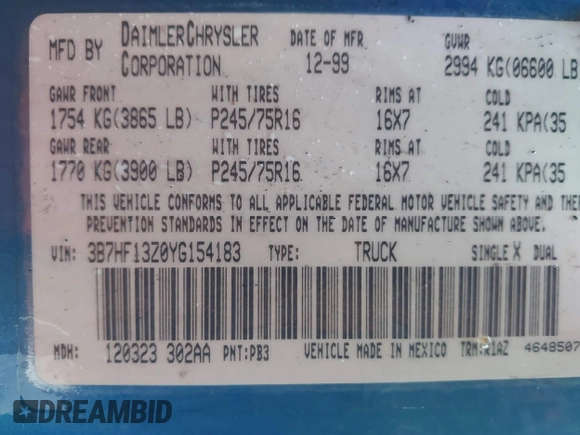 MFD BY DAIMLERCHRYSLER CORPORATION DATE OF MFR 12-99 GVWR 2994 KG(06600 LB
GAWR FRONT WITH TIRES RIMS AT COLD
1754 KG(3865 LB) P245/75R16 16X7 241 KPA(35
GAWR REAR WITH TIRES RIMS AT COLD
1770 KG(3900 LB) P245/75R16 16X7 241 KPA(35
THIS VEHICLE CONFORMS TO ALL APPLICABLE FEDERAL MOTOR VEHICLE SAFETY AND THE
PREVENTION STANDARDS IN EFFECT ON THE DATE OF MANUFACTURE SHOWN ABOVE.
VIN: 3B7HF13Z0YG154183 TYPE: TRUCK SINGLE X DUAL
MDH: 120323 302AA PNT:PB3 VEHICLE MADE IN MEXICO TRM:R1AZ 4648507
DREAMBID